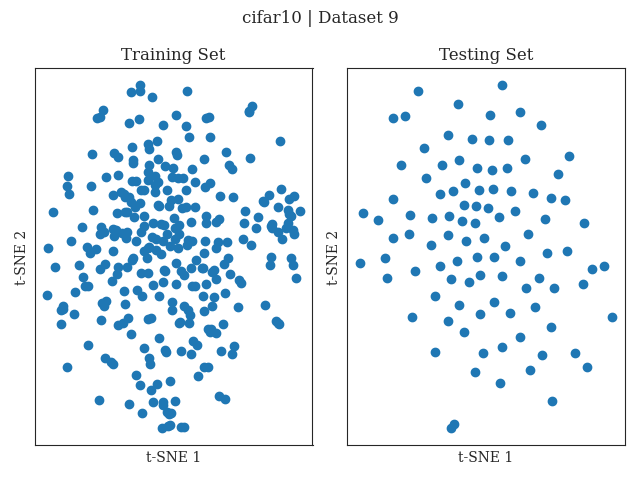 cifar10 | Dataset 9
Training Set
Testing Set
t-SNE 2
t-SNE 2
t-SNE 1
t-SNE 1